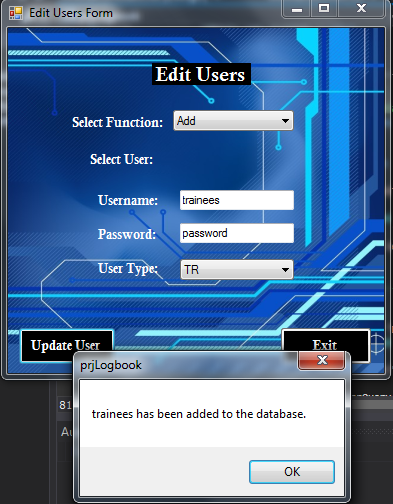 Edit Users Form
Edit Users
Select Function: Add
Select User:
Username: trainees
Password: password
User Type: TR
Update User Exit
prjLogbook
81
trainees has been added to the database.
OK